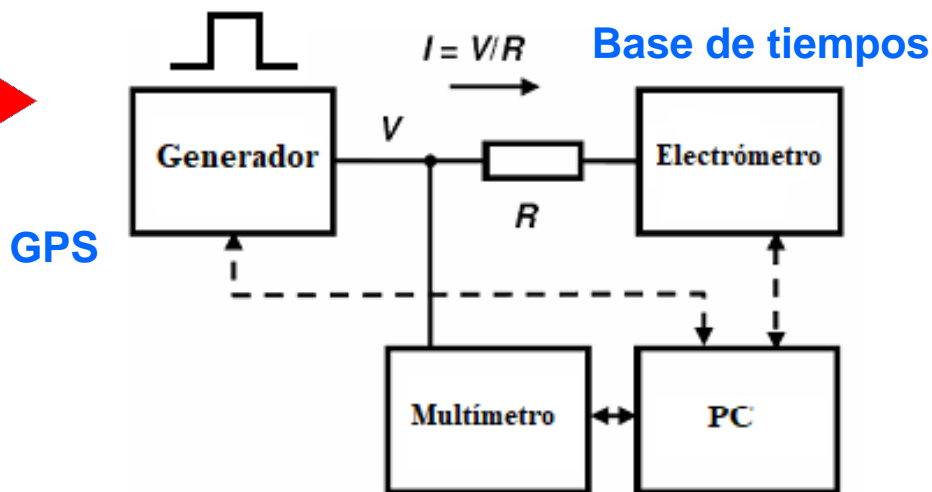 I = V/R
Base de tiempos
Generador
V
Electrómetro
R
GPS
Multímetro
PC